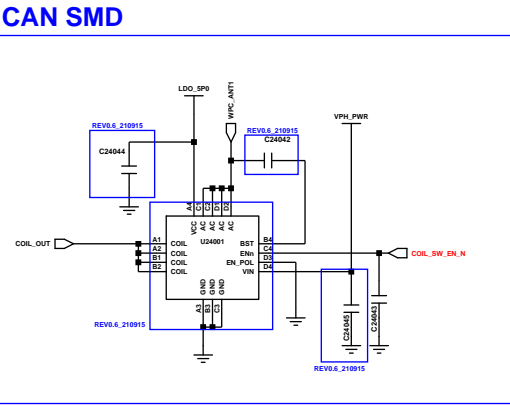 CAN SMD
LDO_5P0
WPC_ANT1
VPH_PWR
REV0.6_210915
REV0.6_210915
C24044
C24042
A4
C1
C2
D1
D2
VCC
AC
AC
AC
AC
U24001
COIL_OUT
A1
COIL
BST
B4
A2
COIL
ENn
C4
COIL_SW_EN_N
B1
COIL
EN_POL
D3
B2
COIL
VIN
D4
GND
GND
GND
A3
B3
C3
C24045
C24043
REV0.6_210915
REV0.6_210915